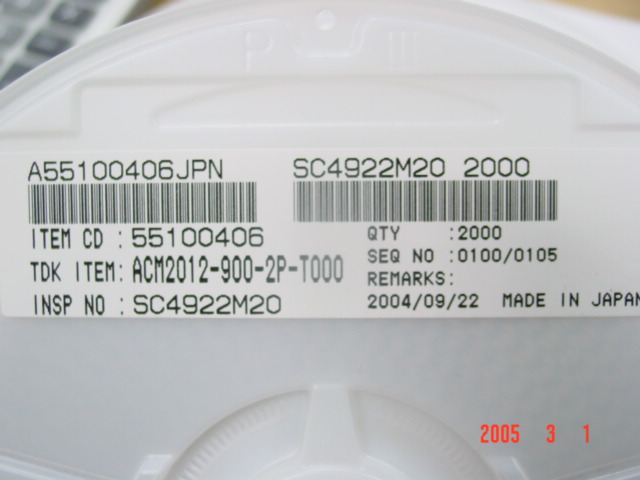 P III
A55100406JPN SC4922M20 2000
ITEM CD : 55100406 QTY :2000
TDK ITEM: ACM2012-900-2P-T000 SEQ NO :0100/0105
REMARKS:
INSP NO : SC4922M20 2004/09/22 MADE IN JAPAN
2005 3 1